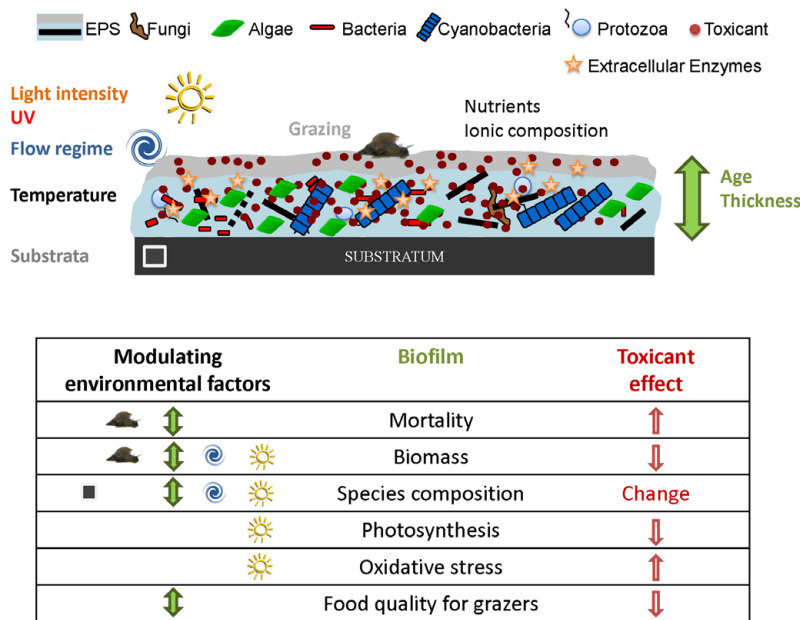 EPS Fungi Algae Bacteria Cyanobacteria Protozoa Toxicant
Extracellular Enzymes
Light intensity
UV
Flow regime
Temperature
Substrata
Grazing
Nutrients
Ionic composition
Age
Thickness
SUBSTRATUM
Modulating
environmental factors
Biofilm
Toxicant
effect
Mortality
Biomass
Species composition Change
Photosynthesis
Oxidative stress
Food quality for grazers